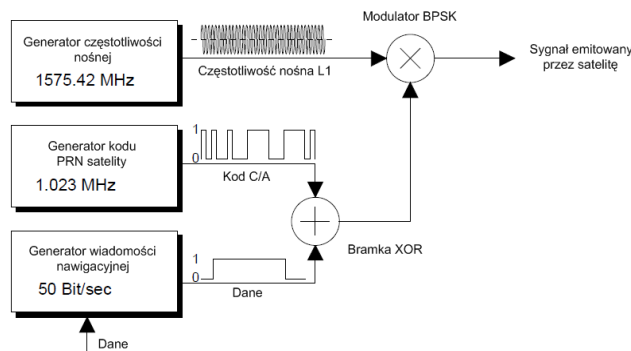 Generator częstotliwości
nośnej
1575.42 MHz
Częstotliwość nośna L1
Modulator BPSK
Sygnał emitowany
przez satelitę
Generator kodu
PRN satelity
1.023 MHz
1
0
Kod C/A
Bramka XOR
Generator wiadomości
nawigacyjnej
50 Bit/sec
1
0
Dane
Dane